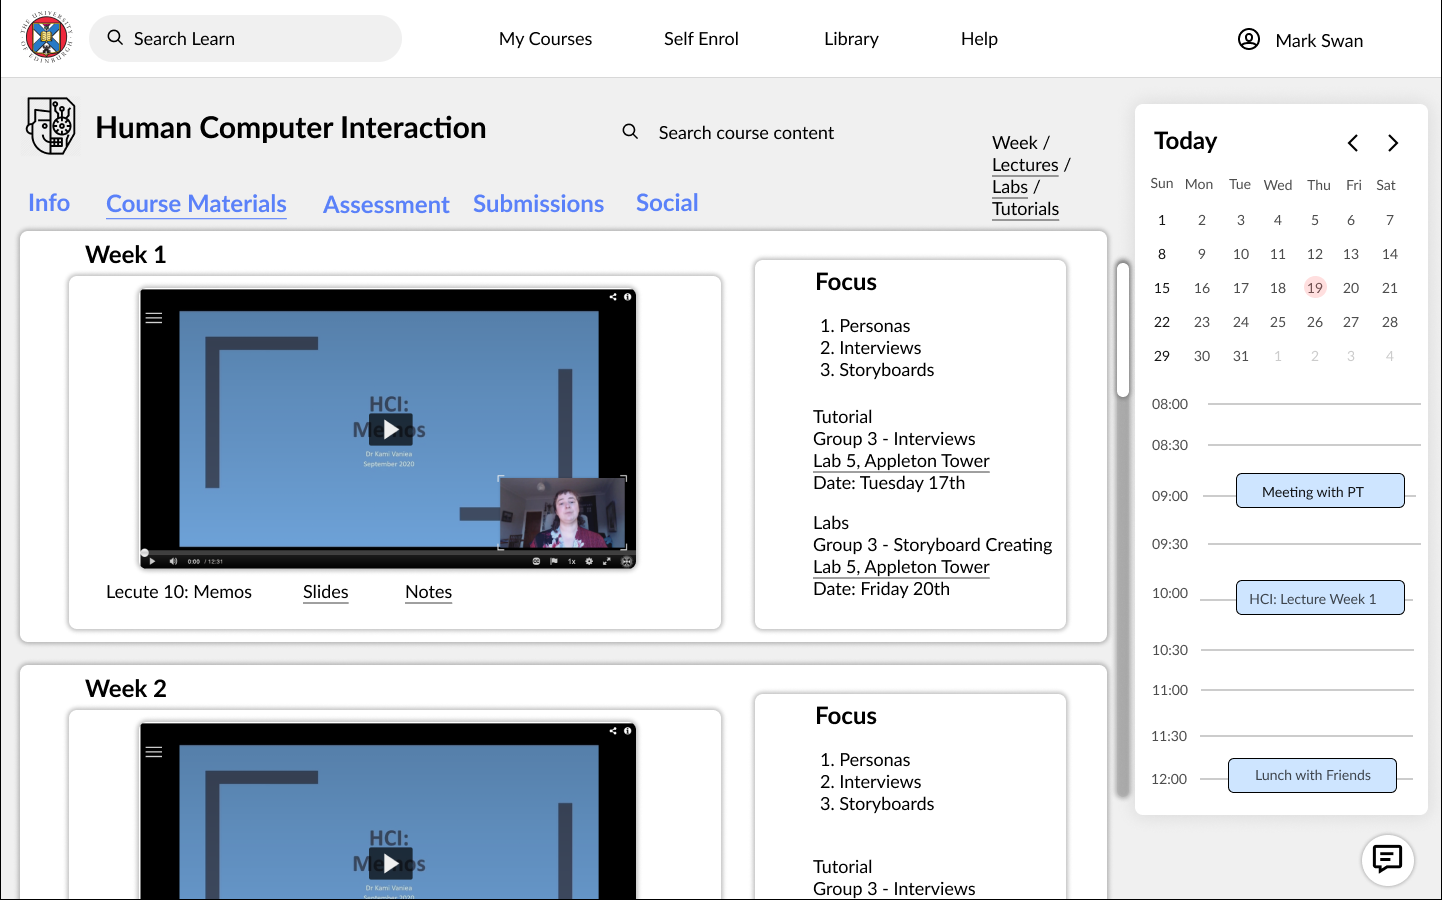 THE UNIVERSITY OF EDINBURGH
Search Learn
My Courses
Self Enrol
Library
Help
Mark Swan
Human Computer Interaction
Search course content
Week /
Lectures /
Labs /
Tutorials
Info
Course Materials
Assessment
Submissions
Social
Week 1
HCI:
Memos
Dr Kami Vaniea
September 2020
0:00 / 12:31
1x
Lecute 10: Memos
Slides
Notes
Focus
1. Personas
2. Interviews
3. Storyboards
Tutorial
Group 3 - Interviews
Lab 5, Appleton Tower
Date: Tuesday 17th
Labs
Group 3 - Storyboard Creating
Lab 5, Appleton Tower
Date: Friday 20th
Week 2
HCI:
Memos
Dr Kami Vaniea
September 2020
Focus
1. Personas
2. Interviews
3. Storyboards
Tutorial
Group 3 - Interviews
Today
Sun Mon Tue Wed Thu Fri Sat
1 2 3 4 5 6 7
8 9 10 11 12 13 14
15 16 17 18 19 20 21
22 23 24 25 26 27 28
29 30 31 1 2 3 4
08:00
08:30
09:00 Meeting with PT
09:30
10:00 HCI: Lecture Week 1
10:30
11:00
11:30
12:00 Lunch with Friends